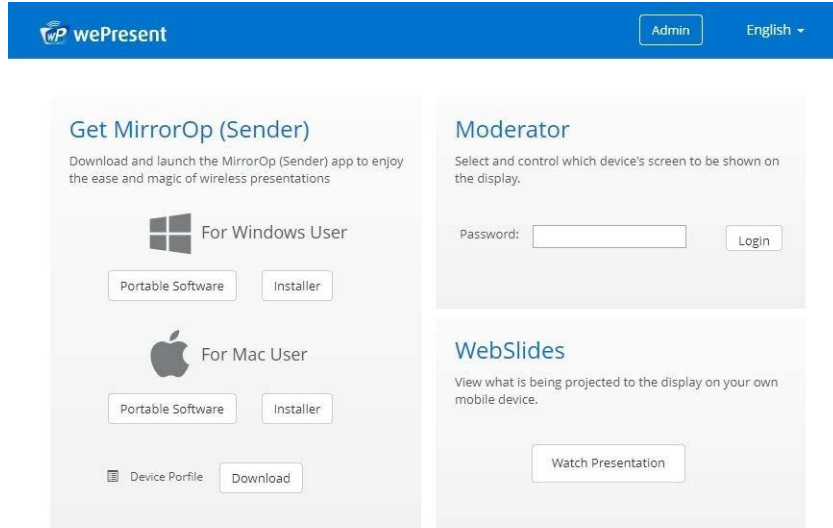 wP wePresent
Admin
English
Get MirrorOp (Sender)
Download and launch the MirrorOp (Sender) app to enjoy
the ease and magic of wireless presentations
For Windows User
Portable Software
Installer
For Mac User
Portable Software
Installer
Device Porfile
Download
Moderator
Select and control which device's screen to be shown on
the display.
Password:
Login
WebSlides
View what is being projected to the display on your own
mobile device.
Watch Presentation